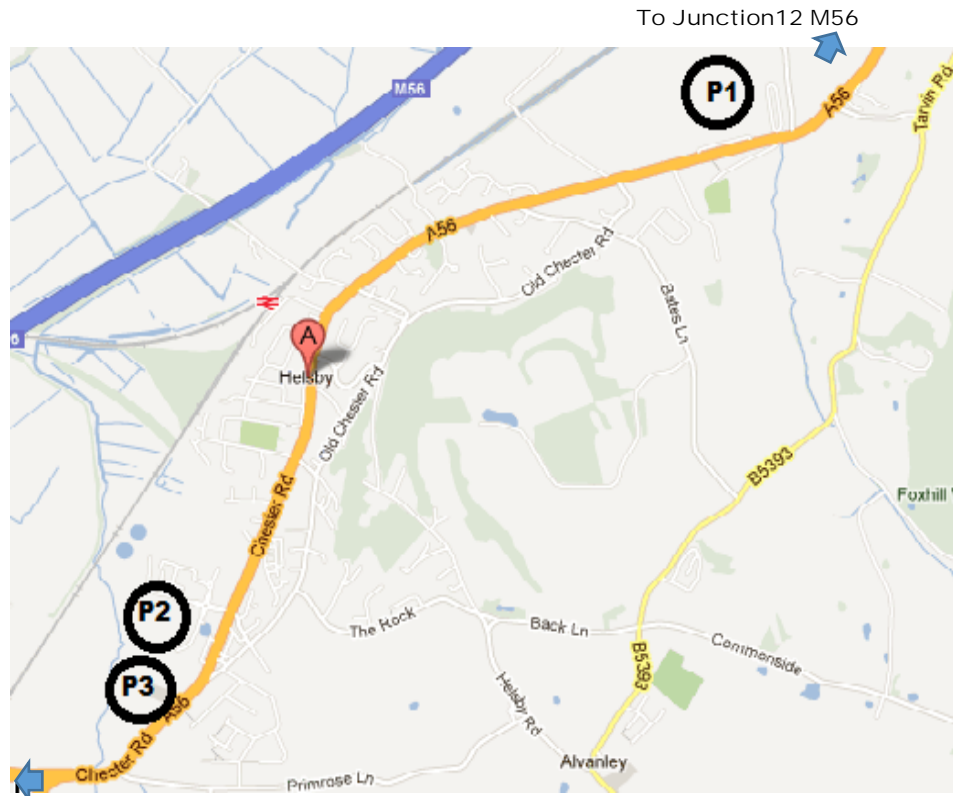 To Junction12 M56
M56
P1
A56
Tarvin Rd
A56
Old Chester Rd
Bates Ln
A
Helsby
Old Chester Rd
B5393
Foxhill
Chester Rd
P2
The Rock
Back Ln
Commonside
B5393
P3
A56
Helsby Rd
Chester Rd
Alvanley
Primrose Ln